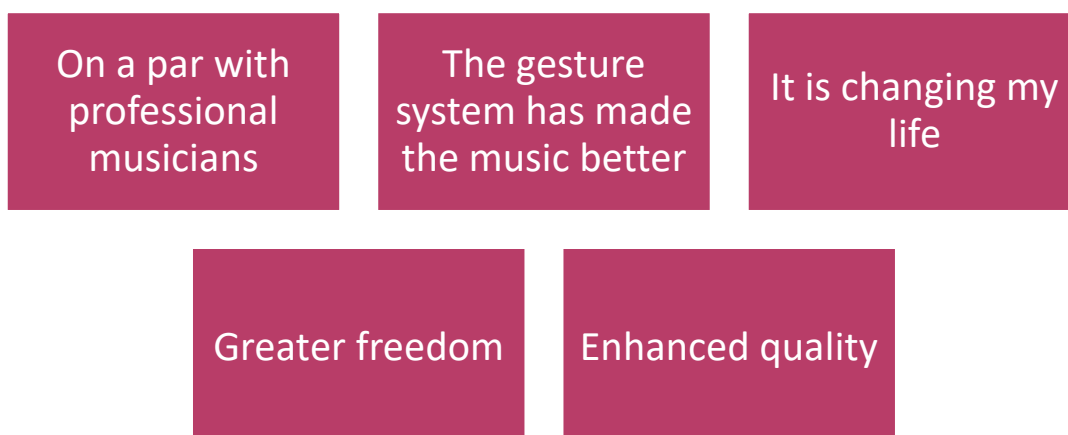 On a par with
professional
musicians
The gesture
system has made
the music better
It is changing my
life
Greater freedom
Enhanced quality